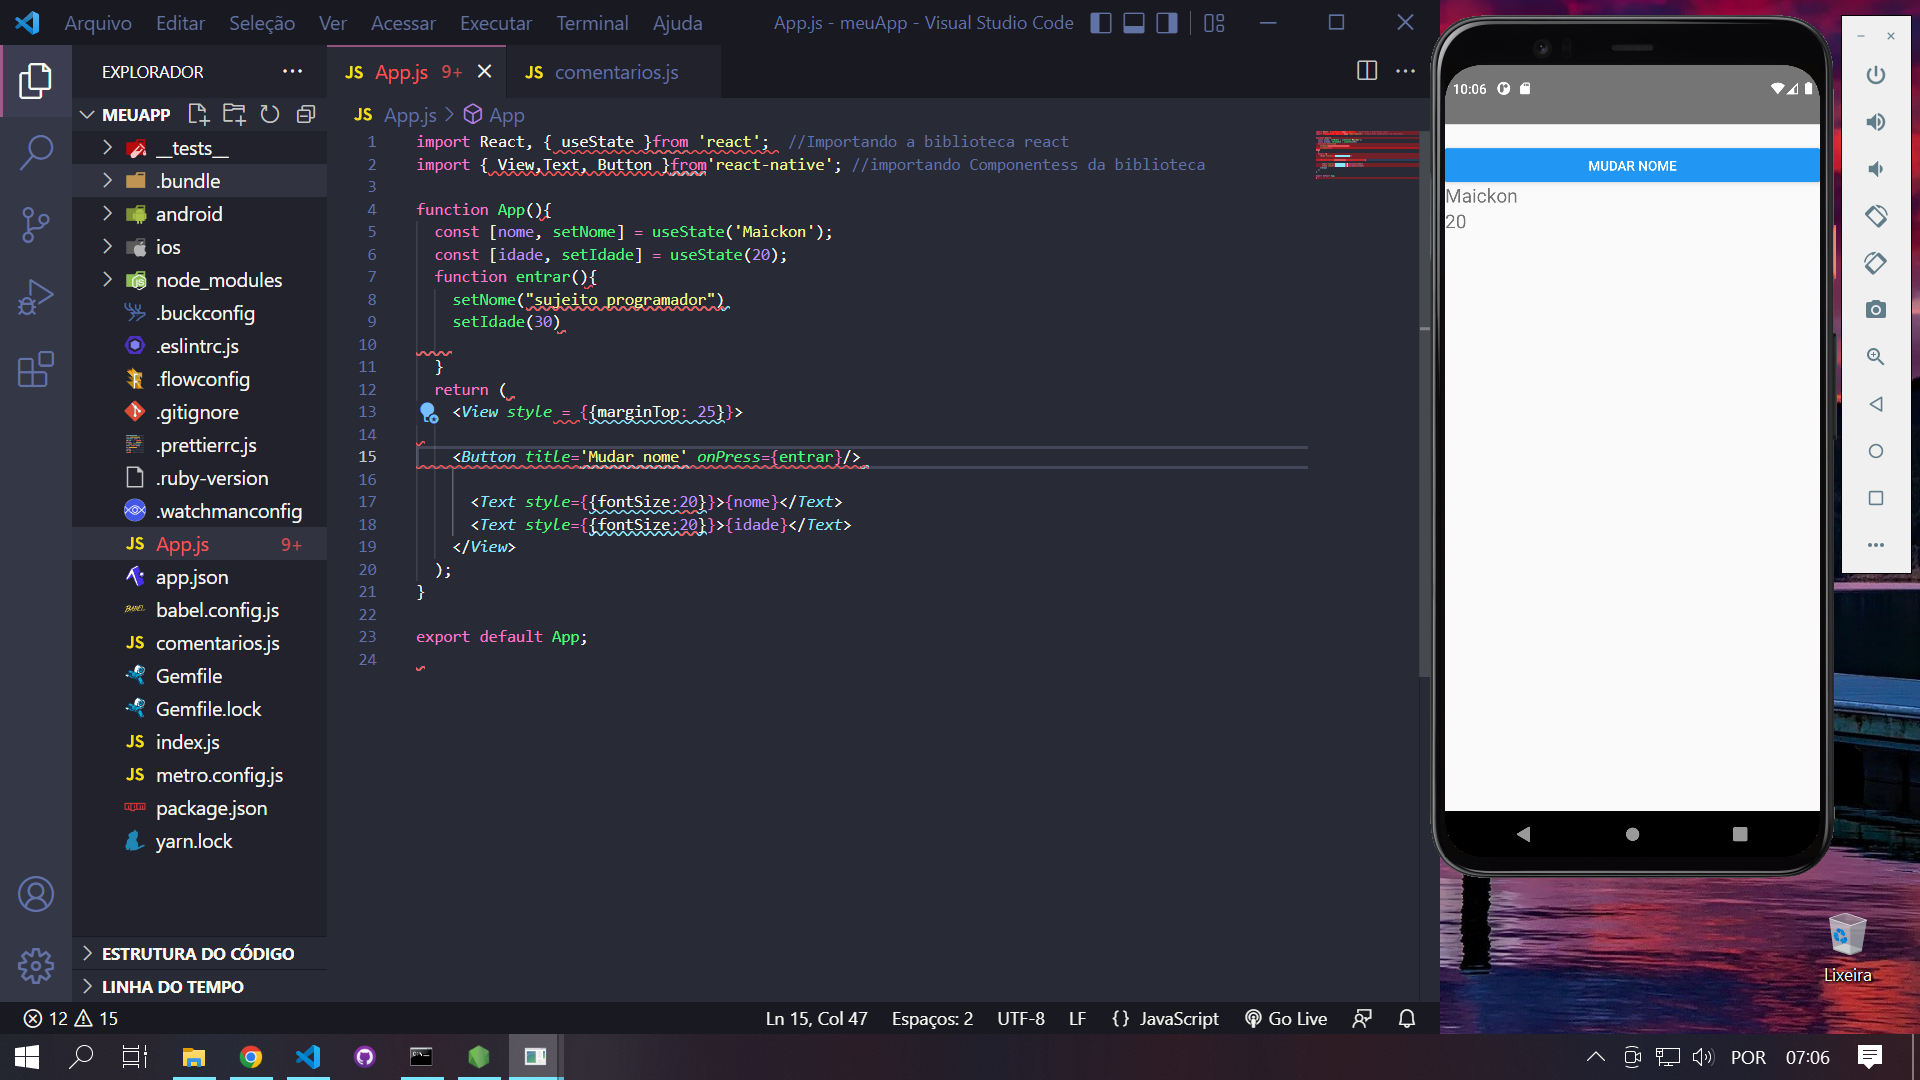 Arquivo Editar Seleção Ver Acessar Executar Terminal Ajuda
App.js - meuApp - Visual Studio Code
EXPLORADOR
MEUAPP
__tests__
.bundle
android
ios
node_modules
.buckconfig
.eslintrc.js
.flowconfig
.gitignore
.prettierrc.js
.ruby-version
.watchmanconfig
JS App.js 9+
app.json
babel.config.js
JS comentarios.js
Gemfile
Gemfile.lock
JS index.js
JS metro.config.js
package.json
yarn.lock
ESTRUTURA DO CÓDIGO
LINHA DO TEMPO
JS App.js 9+
JS comentarios.js
JS App.js > App
1 import React, { useState }from 'react'; //Importando a biblioteca react
2 import { View,Text, Button }from'react-native'; //importando Componentess da biblioteca
3
4 function App(){
5 const [nome, setNome] = useState('Maickon');
6 const [idade, setIdade] = useState(20);
7 function entrar(){
8 setNome("sujeito programador")
9 setIdade(30)
10
11 }
12 return (
13 <View style = {{marginTop: 25}}>
14
15 <Button title='Mudar nome' onPress={entrar}/>
16
17 <Text style={{fontSize:20}}>{nome}</Text>
18 <Text style={{fontSize:20}}>{idade}</Text>
19 </View>
20 );
21 }
22
23 export default App;
24
12 15
Ln 15, Col 47 Espaços: 2 UTF-8 LF {} JavaScript Go Live
10:06
MUDAR NOME
Maickon
20
Lixeira
POR 07:06